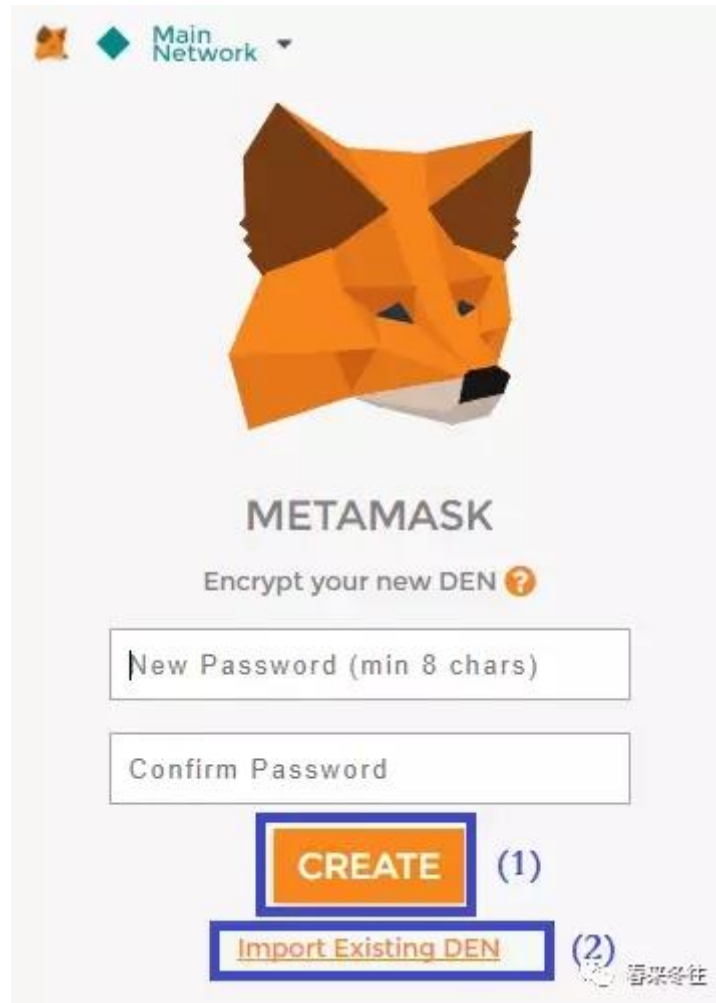 Main
Network
METAMASK
Encrypt your new DEN ?
New Password (min 8 chars)
Confirm Password
CREATE (1)
Import Existing DEN (2)
春来冬往